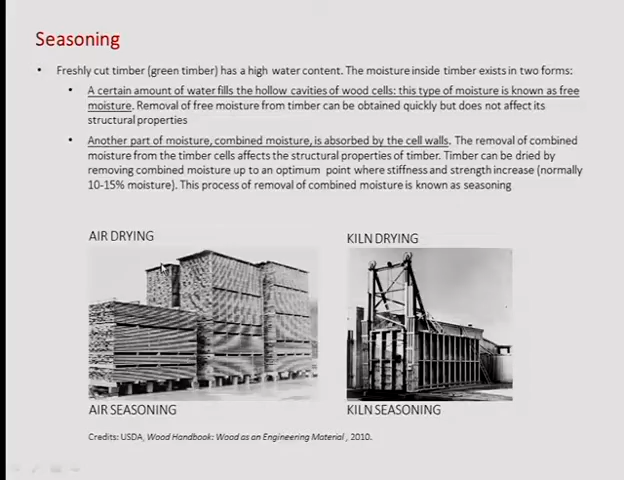 Seasoning
• Freshly cut timber (green timber) has a high water content. The moisture inside timber exists in two forms:
• A certain amount of water fills the hollow cavities of wood cells: this type of moisture is known as free
moisture. Removal of free moisture from timber can be obtained quickly but does not affect its
structural properties
• Another part of moisture, combined moisture, is absorbed by the cell walls. The removal of combined
moisture from the timber cells affects the structural properties of timber. Timber can be dried by
removing combined moisture up to an optimum point where stiffness and strength increase (normally
10-15% moisture). This process of removal of combined moisture is known as seasoning
AIR DRYING
KILN DRYING
AIR SEASONING
KILN SEASONING
Credits: USDA, Wood Handbook: Wood as an Engineering Material , 2010.